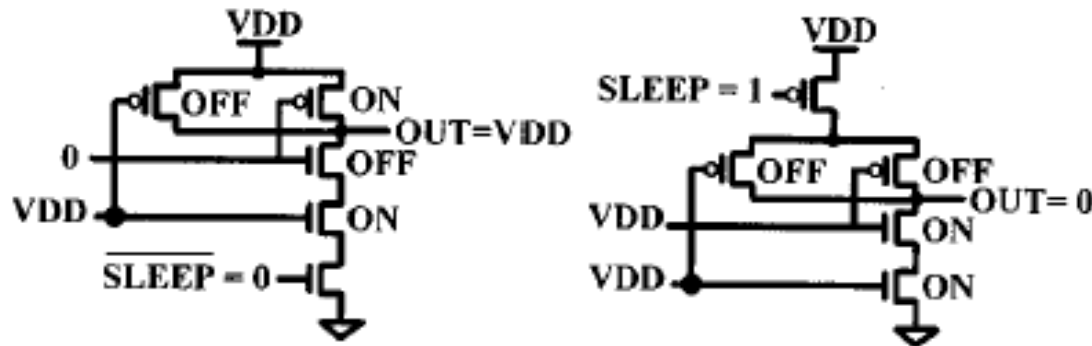 VDD
OFF
ON
OUT=VDD
0
OFF
VDD
ON
SLEEP = 0
VDD
SLEEP = 1
OFF
OFF
OUT= 0
VDD
ON
VDD
ON